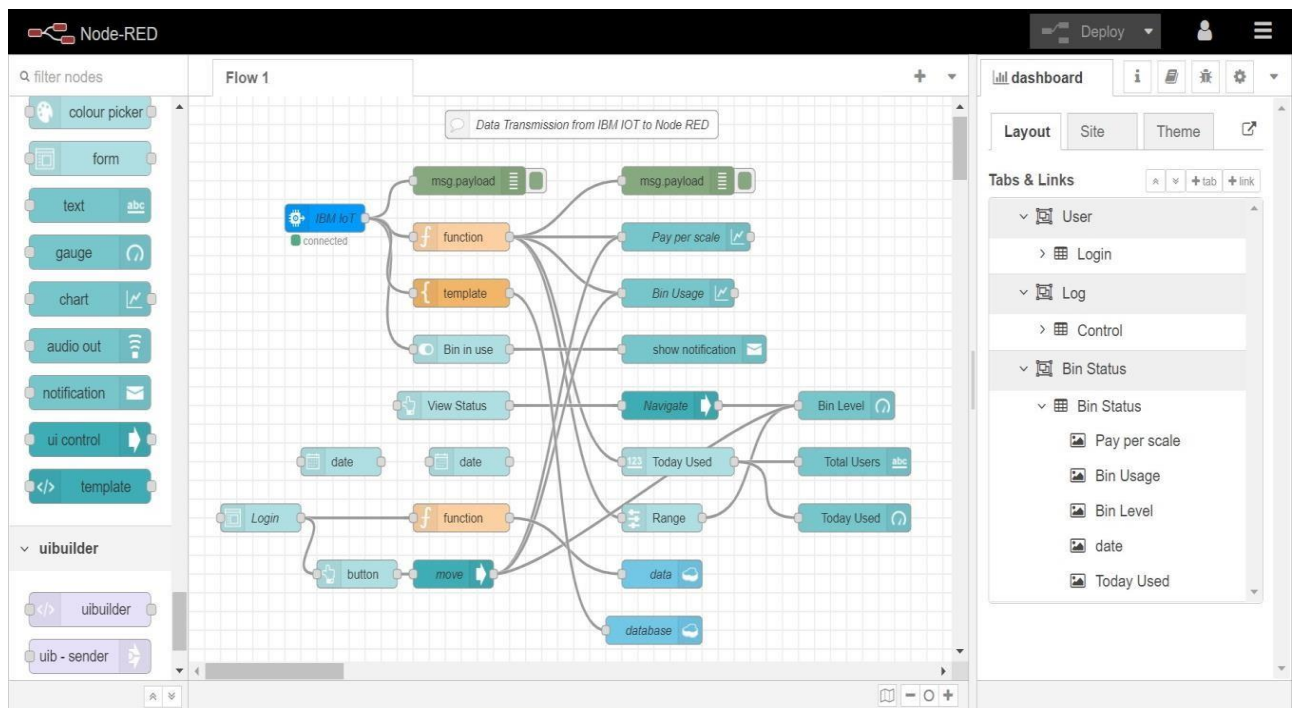 Node-RED
Deploy
filter nodes
Flow 1
dashboard
i
colour picker
form
text
abc
gauge
chart
audio out
notification
ui control
template
uibuilder
uibuilder
uib - sender
Data Transmission from IBM IOT to Node RED
msg.payload
msg.payload
IBM IoT
connected
function
Pay per scale
template
Bin Usage
Bin in use
show notification
View Status
Navigate
Bin Level
date
date
123 Today Used
Total Users abc
Login
function
Range
Today Used
button
move
data
database
Layout
Site
Theme
Tabs & Links
+tab
+link
User
Login
Log
Control
Bin Status
Bin Status
Pay per scale
Bin Usage
Bin Level
date
Today Used